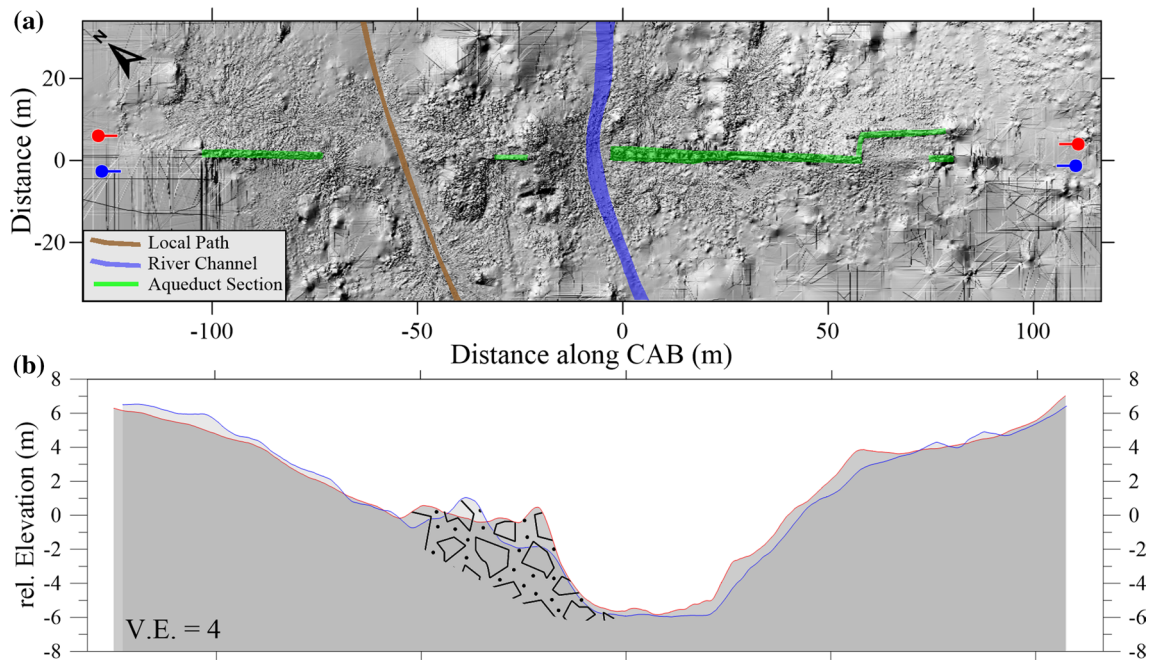 (a)
N
Distance (m)
20
0
-20
Local Path
River Channel
Aqueduct Section
-100 -50 0 50 100
Distance along CAB (m)
(b)
rel. Elevation (m)
8 8
6 6
4 4
2 2
0 0
-2 -2
-4 -4
-6 -6
-8 -8
V.E. = 4